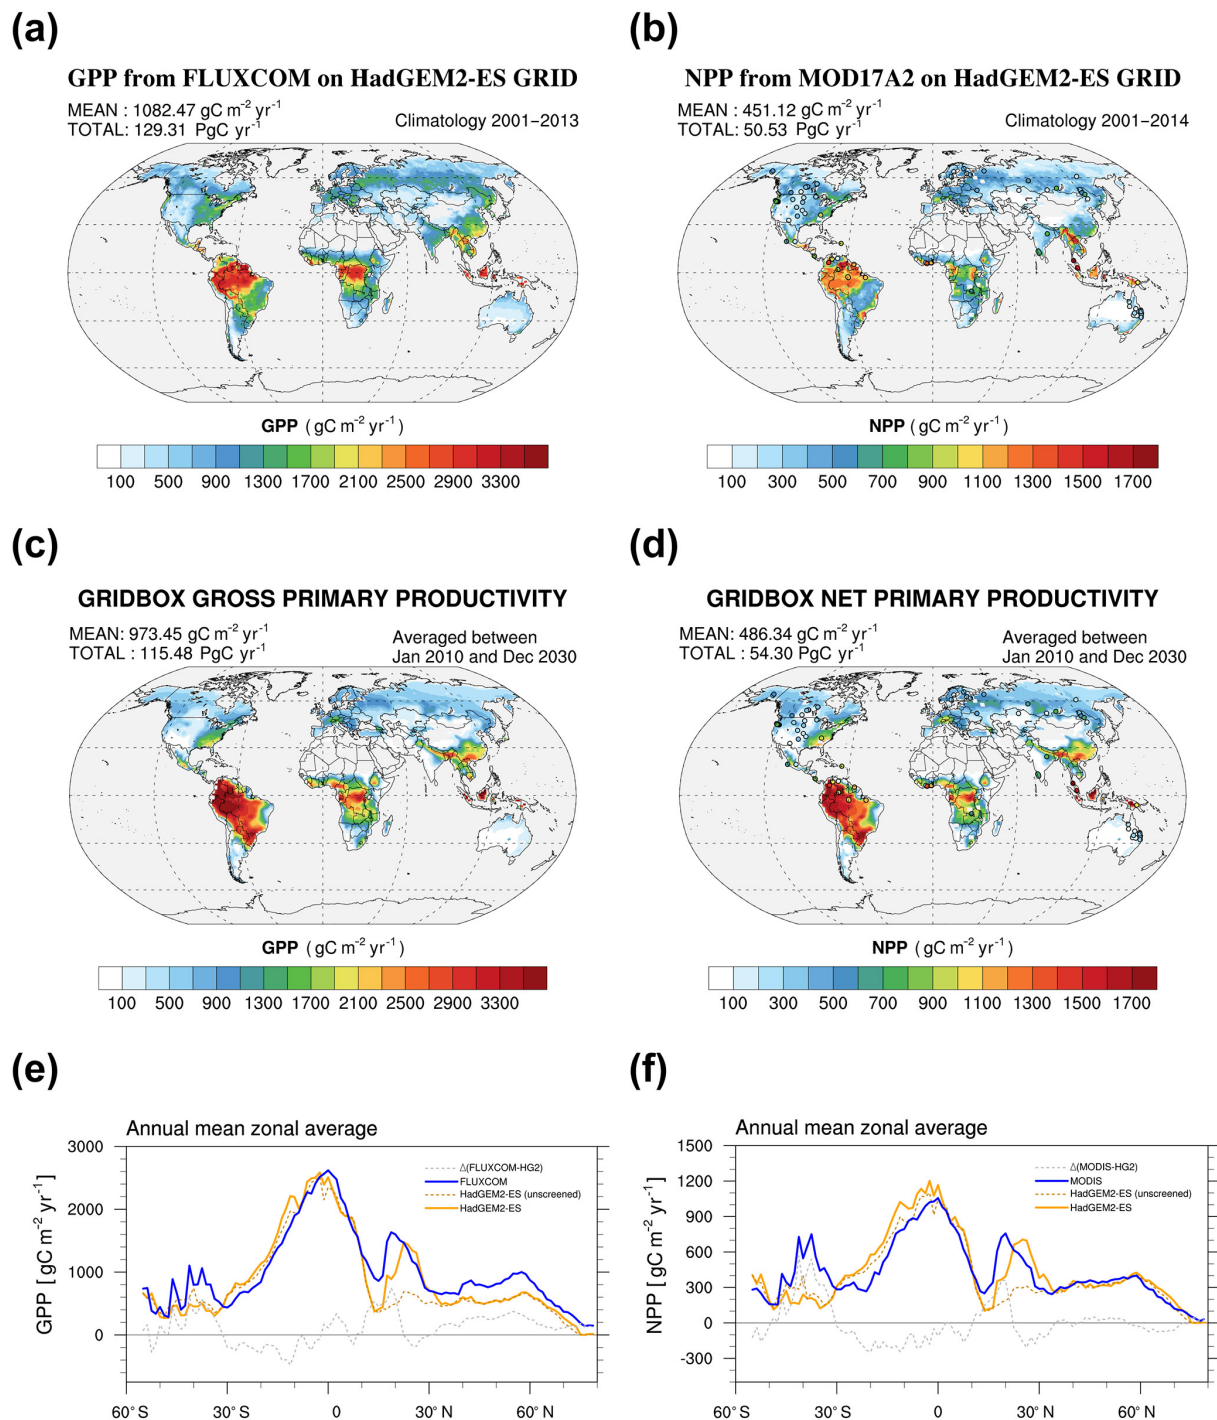 (a)
GPP from FLUXCOM on HadGEM2-ES GRID
MEAN : 1082.47 gC m⁻² yr⁻¹
TOTAL: 129.31 PgC yr⁻¹
Climatology 2001−2013
GPP ( gC m⁻² yr⁻¹ )
100 500 900 1300 1700 2100 2500 2900 3300
(b)
NPP from MOD17A2 on HadGEM2-ES GRID
MEAN : 451.12 gC m⁻² yr⁻¹
TOTAL: 50.53 PgC yr⁻¹
Climatology 2001−2014
NPP ( gC m⁻² yr⁻¹ )
100 300 500 700 900 1100 1300 1500 1700
(c)
GRIDBOX GROSS PRIMARY PRODUCTIVITY
MEAN: 973.45 gC m⁻² yr⁻¹
TOTAL : 115.48 PgC yr⁻¹
Averaged between
Jan 2010 and Dec 2030
GPP ( gC m⁻² yr⁻¹ )
100 500 900 1300 1700 2100 2500 2900 3300
(d)
GRIDBOX NET PRIMARY PRODUCTIVITY
MEAN: 486.34 gC m⁻² yr⁻¹
TOTAL : 54.30 PgC yr⁻¹
Averaged between
Jan 2010 and Dec 2030
NPP ( gC m⁻² yr⁻¹ )
100 300 500 700 900 1100 1300 1500 1700
(e)
Annual mean zonal average
GPP [ gC m⁻² yr⁻¹ ]
3000
2000
1000
0
Δ(FLUXCOM-HG2)
FLUXCOM
HadGEM2-ES (unscreened)
HadGEM2-ES
60° S 30° S 0 30° N 60° N
(f)
Annual mean zonal average
NPP [ gC m⁻² yr⁻¹ ]
1500
1200
900
600
300
0
-300
Δ(MODIS-HG2)
MODIS
HadGEM2-ES (unscreened)
HadGEM2-ES
60° S 30° S 0 30° N 60° N